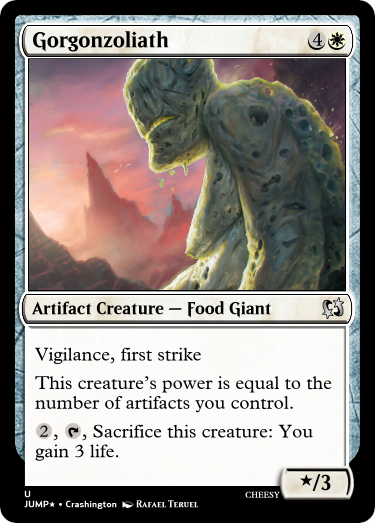 Gorgonzoliath 4
Artifact Creature — Food Giant
Vigilance, first strike
This creature's power is equal to the
number of artifacts you control.
2, , Sacrifice this creature: You
gain 3 life.
★/3
U
JUMP★ • Crashington Rafael Teruel
CHEESY